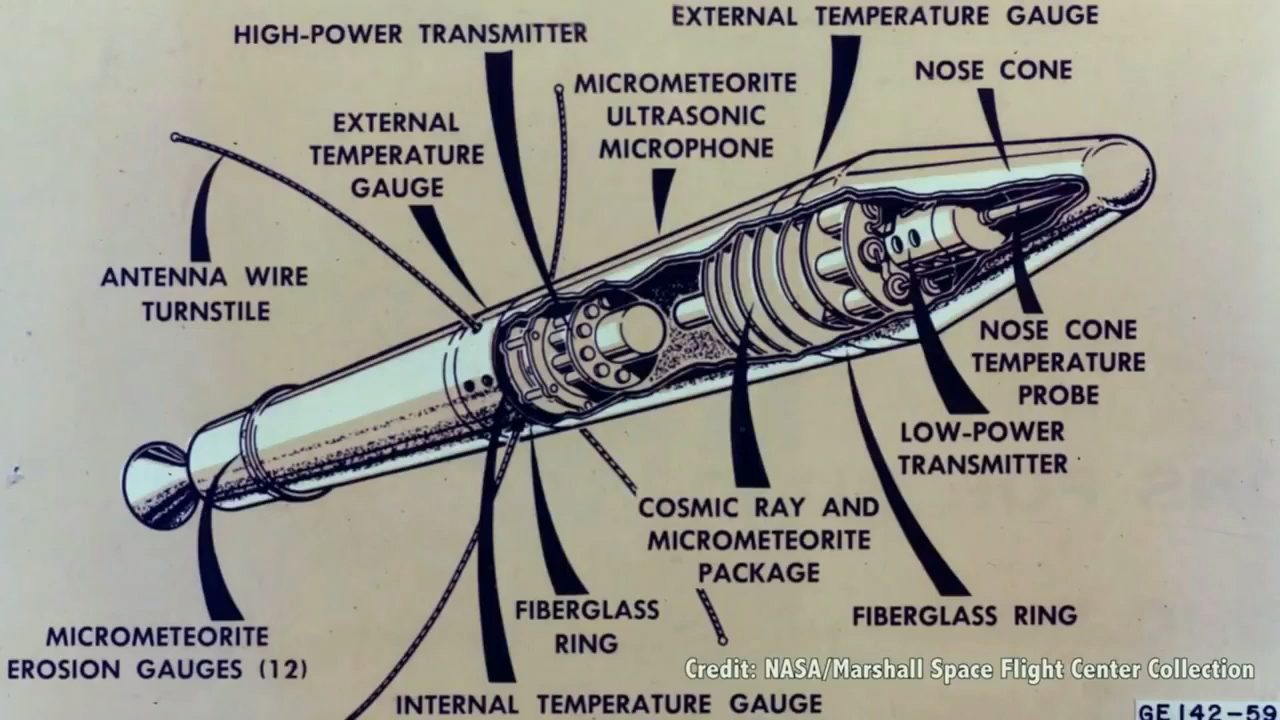 EXTERNAL TEMPERATURE GAUGE
HIGH-POWER TRANSMITTER
NOSE CONE
MICROMETEORITE
ULTRASONIC
MICROPHONE
EXTERNAL
TEMPERATURE
GAUGE
ANTENNA WIRE
TURNSTILE
NOSE CONE
TEMPERATURE
PROBE
LOW-POWER
TRANSMITTER
COSMIC RAY AND
MICROMETEORITE
PACKAGE
FIBERGLASS
RING
FIBERGLASS RING
MICROMETEORITE
EROSION GAUGES (12)
INTERNAL TEMPERATURE GAUGE
Credit: NASA/Marshall Space Flight Center Collection
GE 142-59